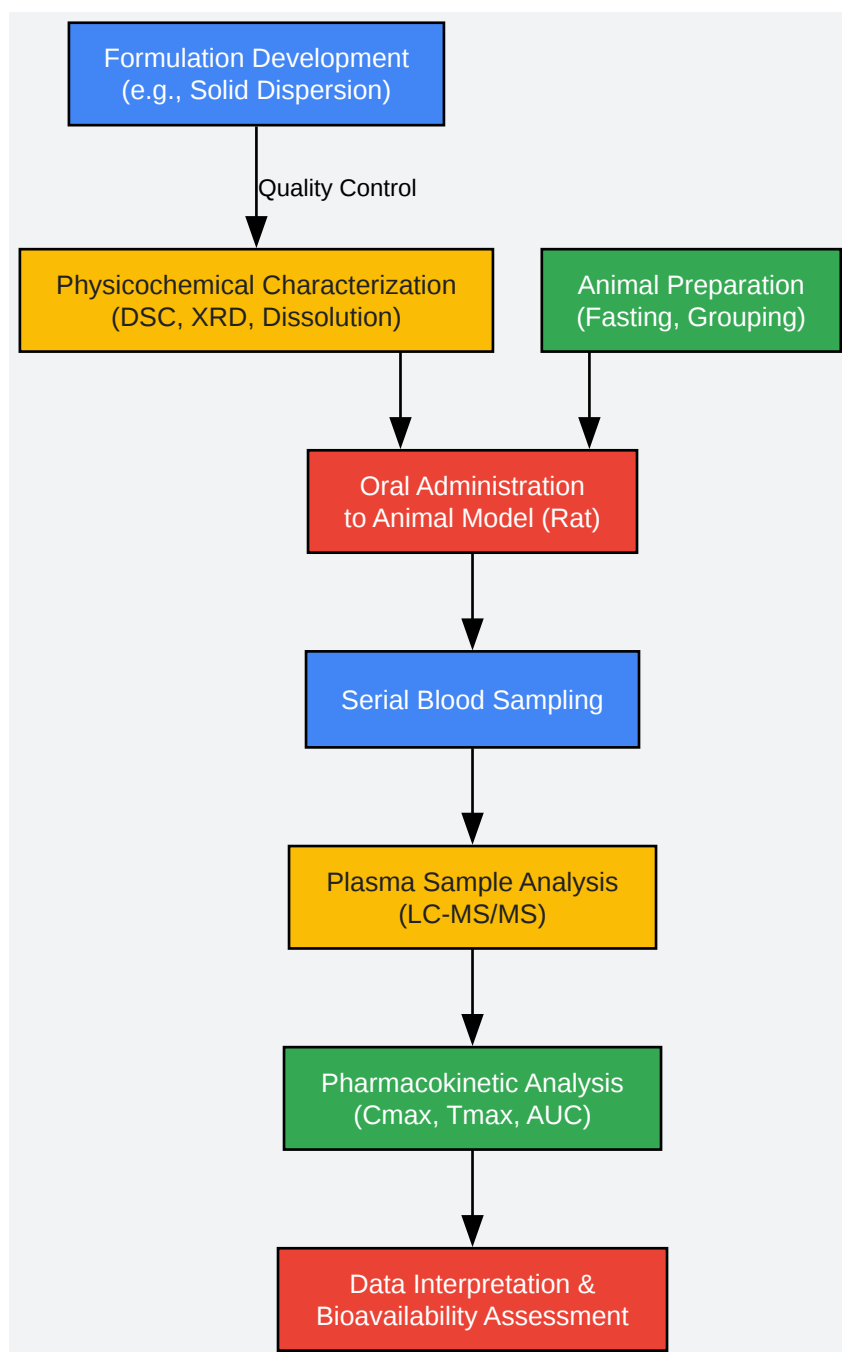 Formulation Development
(e.g., Solid Dispersion)
Quality Control
Physicochemical Characterization
(DSC, XRD, Dissolution)
Animal Preparation
(Fasting, Grouping)
Oral Administration
to Animal Model (Rat)
Serial Blood Sampling
Plasma Sample Analysis
(LC-MS/MS)
Pharmacokinetic Analysis
(Cmax, Tmax, AUC)
Data Interpretation &
Bioavailability Assessment